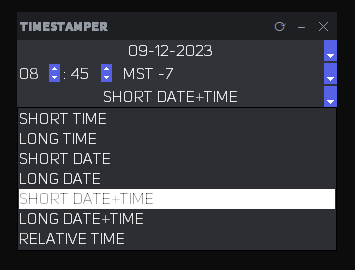 TIMESTAMPER
09-12-2023
08 : 45 MST -7
SHORT DATE+TIME
SHORT TIME
LONG TIME
SHORT DATE
LONG DATE
SHORT DATE+TIME
LONG DATE+TIME
RELATIVE TIME